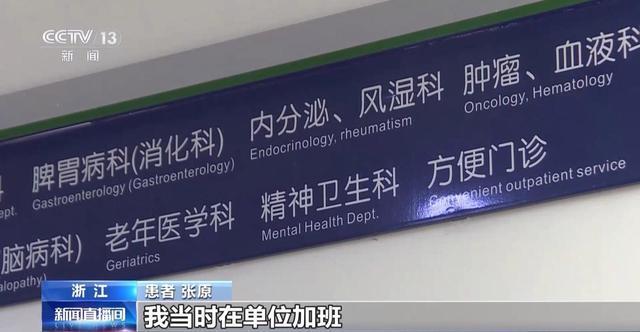 CCTV 13
新闻
科
脾胃病科(消化科)
内分泌、风湿科
肿瘤、血液科
Dept.
Gastroenterology (Gastroenterology)
Endocrinology, rheumatism
Oncology, Hematology
脑病科)
老年医学科
精神卫生科
方便门诊
alopathy)
Geriatrics
Mental Health Dept.
Convenient outpatient service
浙江
患者 张原
新闻直播间
我当时在单位加班